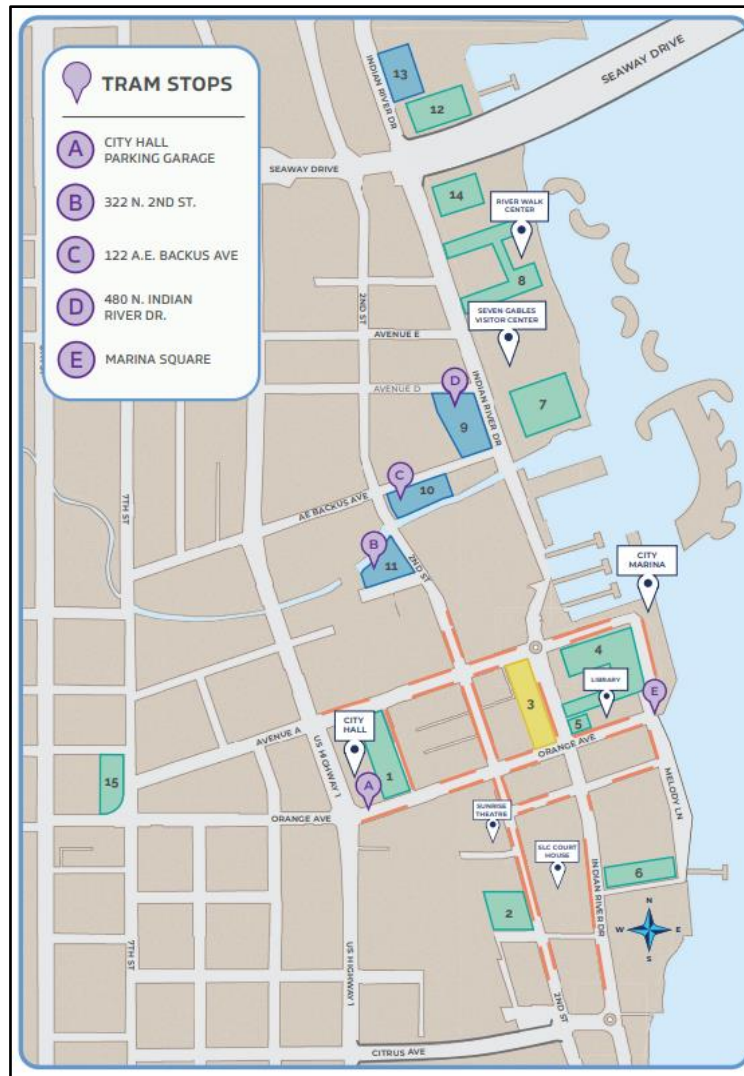 TRAM STOPS
A
CITY HALL
PARKING GARAGE
B
322 N. 2ND ST.
C
122 A.E. BACKUS AVE
D
480 N. INDIAN
RIVER DR.
E
MARINA SQUARE
INDIAN RIVER DR
13
12
SEAWAY DRIVE
SEAWAY DRIVE
14
RIVER WALK
CENTER
8
2ND ST
SEVEN GABLES
VISITOR CENTER
AVENUE E
AVENUE D
D
INDIAN RIVER DR
7
9
7TH ST
C
10
AE BACKUS AVE
B
11
2ND ST
CITY
MARINA
4
LIBRARY
E
3
5
ORANGE AVE
CITY
HALL
AVENUE A
US HIGHWAY 1
1
A
15
ORANGE AVE
MELODY LN
SUNRISE
THEATRE
SLC COURT
HOUSE
INDIAN RIVER DR
6
2
N
W
E
S
7TH ST
US HIGHWAY 1
2ND ST
CITRUS AVE